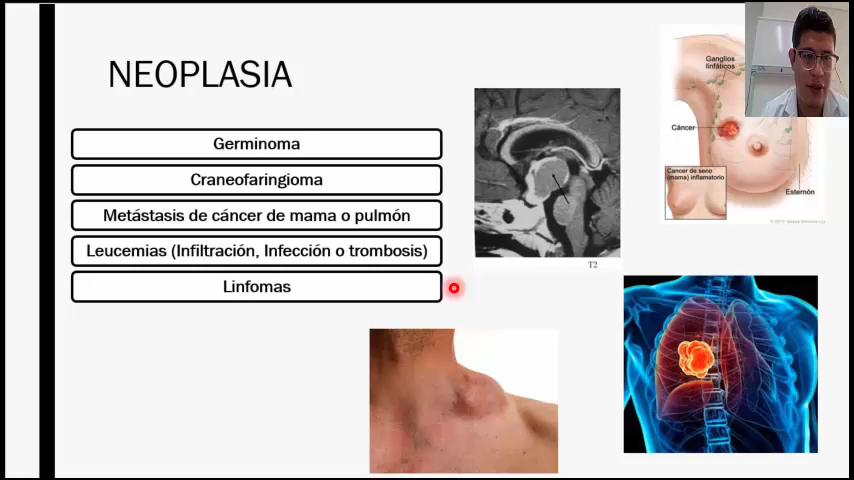 NEOPLASIA
Germinoma
Craneofaringioma
Metástasis de cáncer de mama o pulmón
Leucemias (Infiltración, Infección o trombosis)
Linfomas
T2
Ganglios
linfáticos
Cáncer
Cancer de seno
(mama) inflamatorio
Esternón